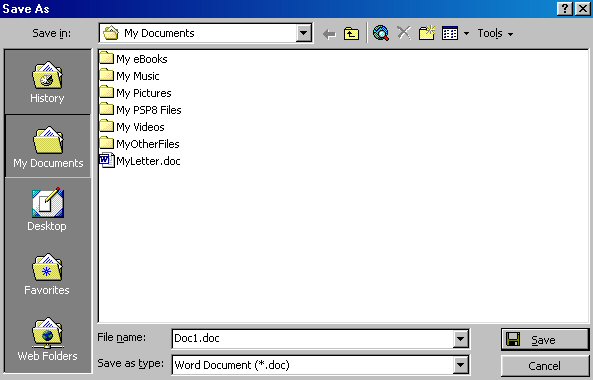 Save As
Save in: My Documents Tools
History
My Documents
Desktop
Favorites
Web Folders
My eBooks
My Music
My Pictures
My PSP8 Files
My Videos
MyOtherFiles
MyLetter.doc
File name: Doc1.doc Save
Save as type: Word Document (*.doc) Cancel